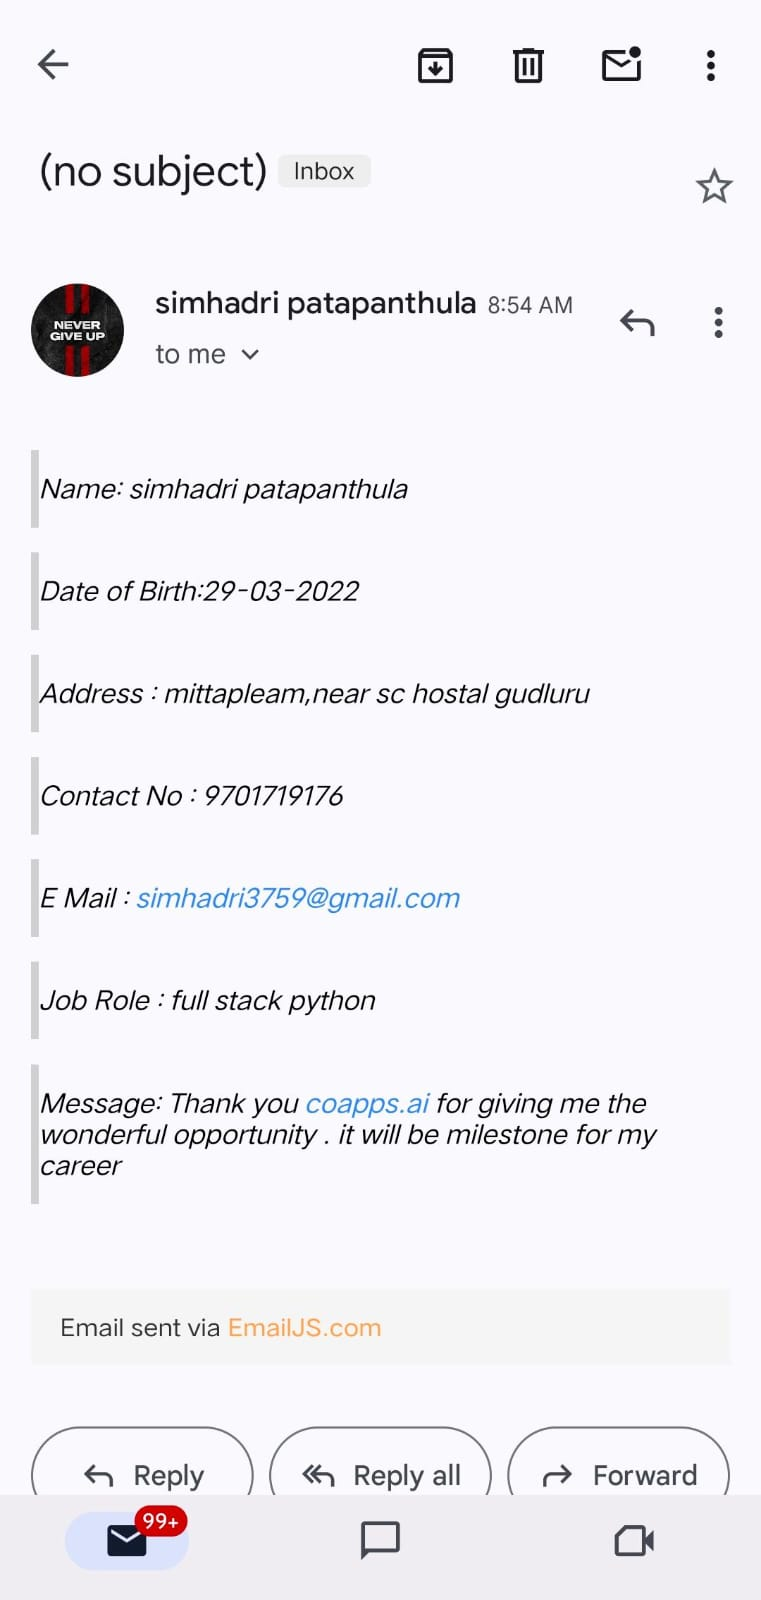 (no subject) Inbox
NEVER
GIVE UP
simhadri patapanthula 8:54 AM
to me
Name: simhadri patapanthula
Date of Birth:29-03-2022
Address : mittapleam,near sc hostal gudluru
Contact No : 9701719176
E Mail : simhadri3759@gmail.com
Job Role : full stack python
Message: Thank you coapps.ai for giving me the
wonderful opportunity . it will be milestone for my
career
Email sent via EmailJS.com
Reply Reply all Forward
99+